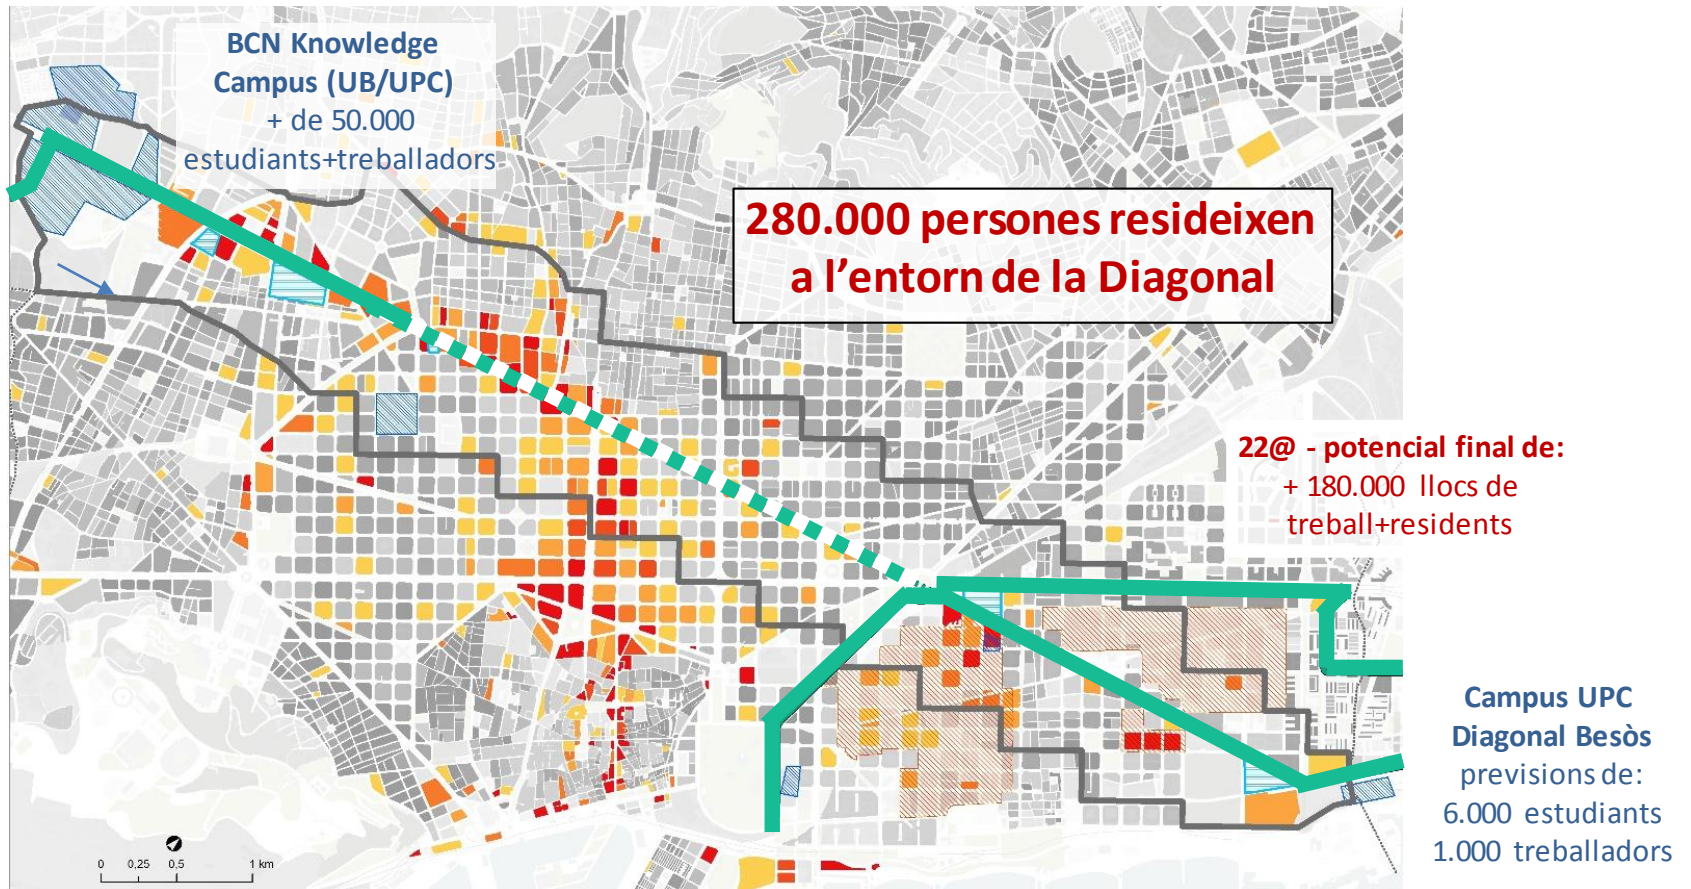 BCN Knowledge
Campus (UB/UPC)
+ de 50.000
estudiants+treballadors
280.000 persones resideixen
a l’entorn de la Diagonal
22@ - potencial final de:
+ 180.000 llocs de
treball+residents
Campus UPC
Diagonal Besòs
previsions de:
6.000 estudiants
1.000 treballadors
0 0,25 0,5 1 km